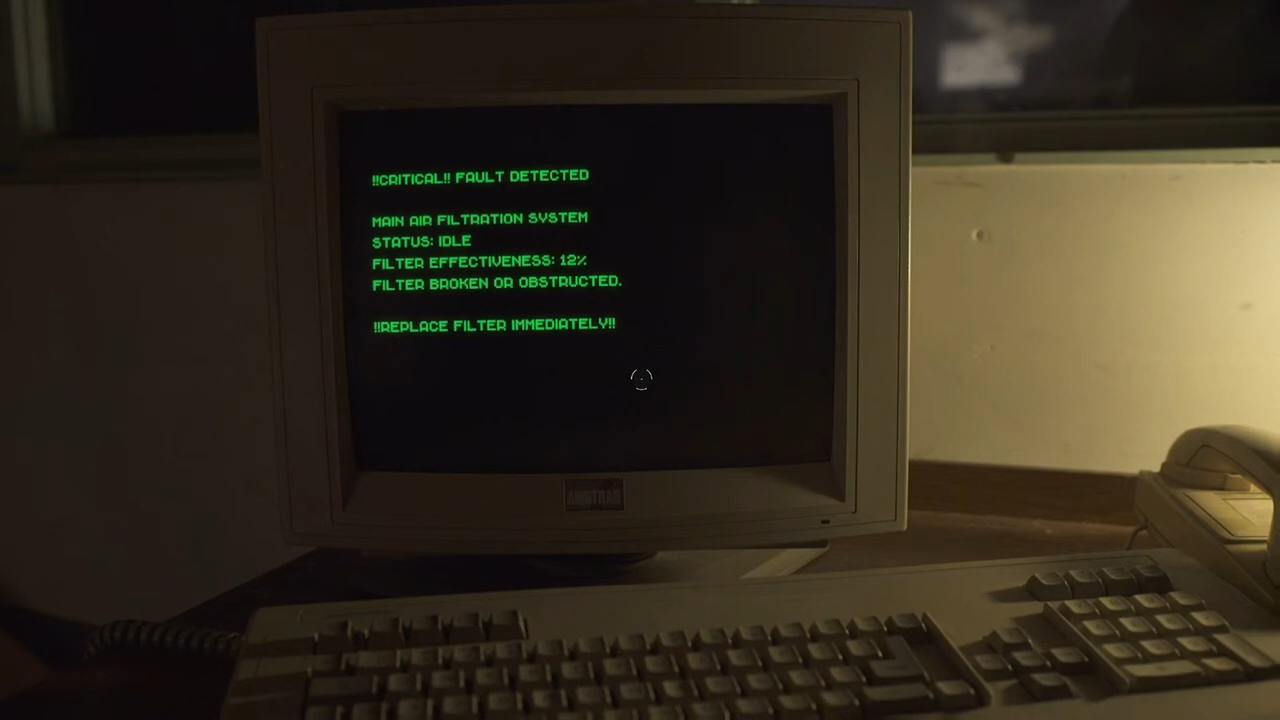 !!CRITICAL!! FAULT DETECTED
MAIN AIR FILTRATION SYSTEM
STATUS: IDLE
FILTER EFFECTIVENESS: 12%
FILTER BROKEN OR OBSTRUCTED.
!!REPLACE FILTER IMMEDIATELY!!